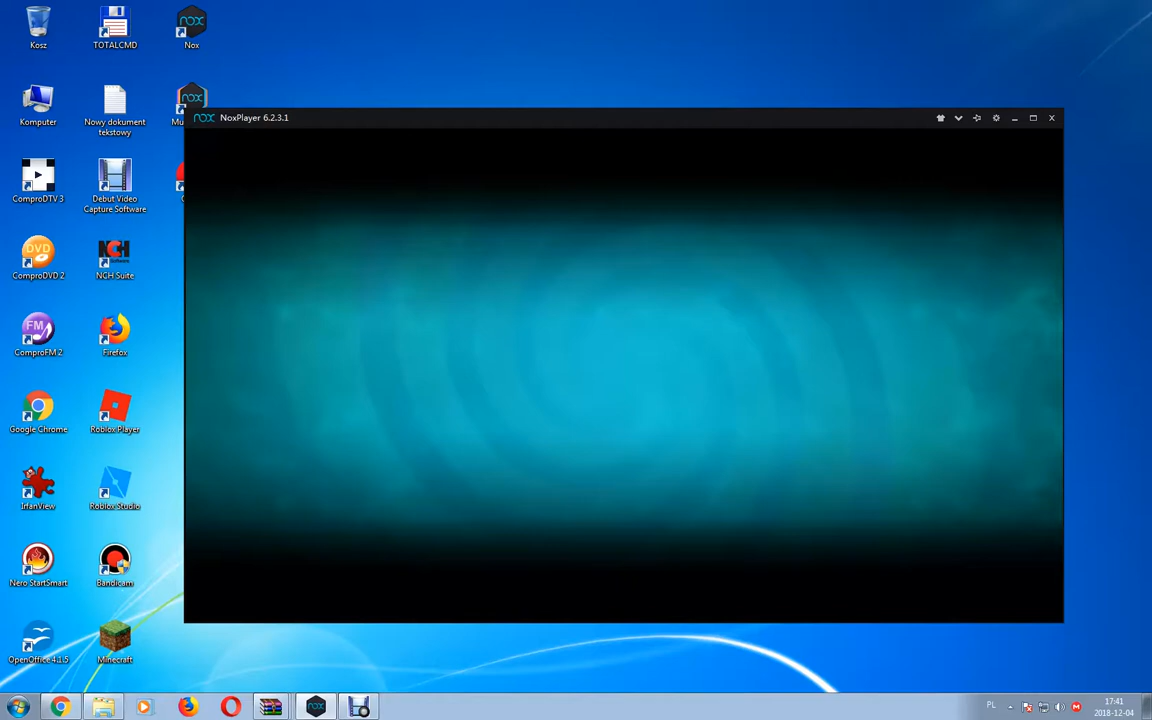 Kosz
TOTALCMD
Nox
Komputer
Nowy dokument
tekstowy
NoxPlayer 6.2.3.1
ComproDTV 3
Debut Video
Capture Software
ComproDVD 2
NCH Suite
ComproFM 2
Firefox
Google Chrome
Roblox Player
IrfanView
Roblox Studio
Nero StartSmart
Bandicam
OpenOffice 4.1.5
Minecraft
PL
17:41
2018-12-04